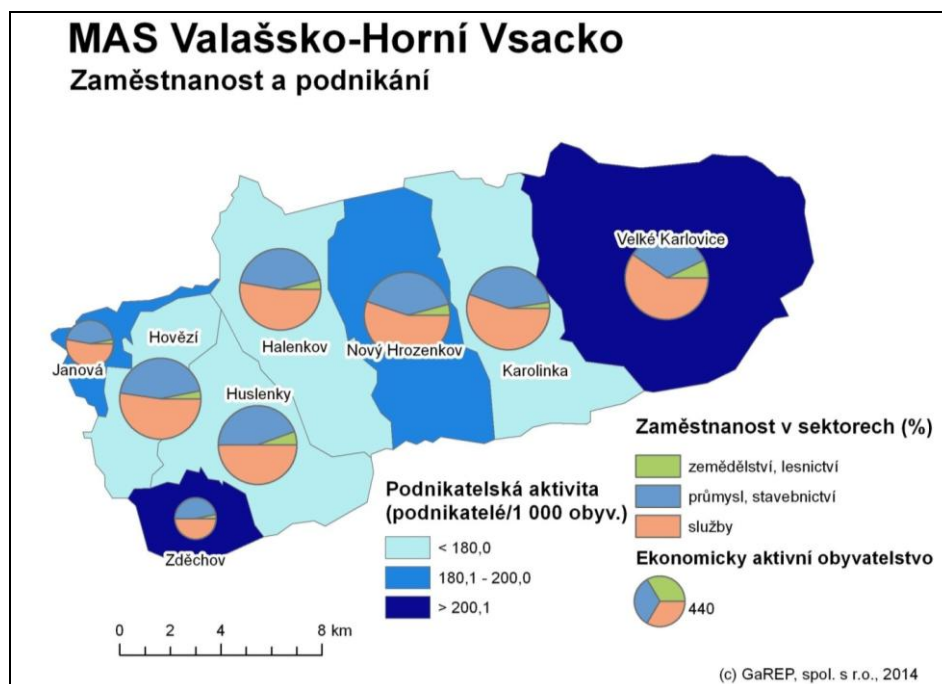 MAS Valašsko-Horní Vsacko
Zaměstnanost a podnikání
Velké Karlovice
Hovězí
Halenkov
Nový Hrozenkov
Janová
Karolinka
Huslenky
Zděchov
Podnikatelská aktivita
(podnikatelé/1 000 obyv.)
< 180,0
180,1 - 200,0
> 200,1
Zaměstnanost v sektorech (%)
zemědělství, lesnictví
průmysl, stavebnictví
služby
Ekonomicky aktivní obyvatelstvo
440
0 2 4 8 km
(c) GaREP, spol. s r.o., 2014